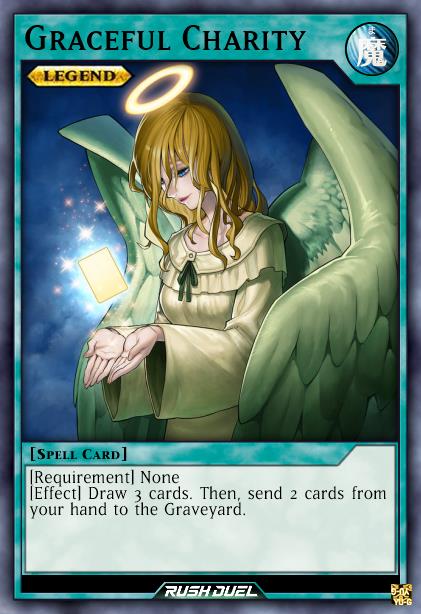 GRACEFUL CHARITY
ま
魔
LEGEND
[SPELL CARD]
[Requirement] None
[Effect] Draw 3 cards. Then, send 2 cards from
your hand to the Graveyard.
RUSH DUEL